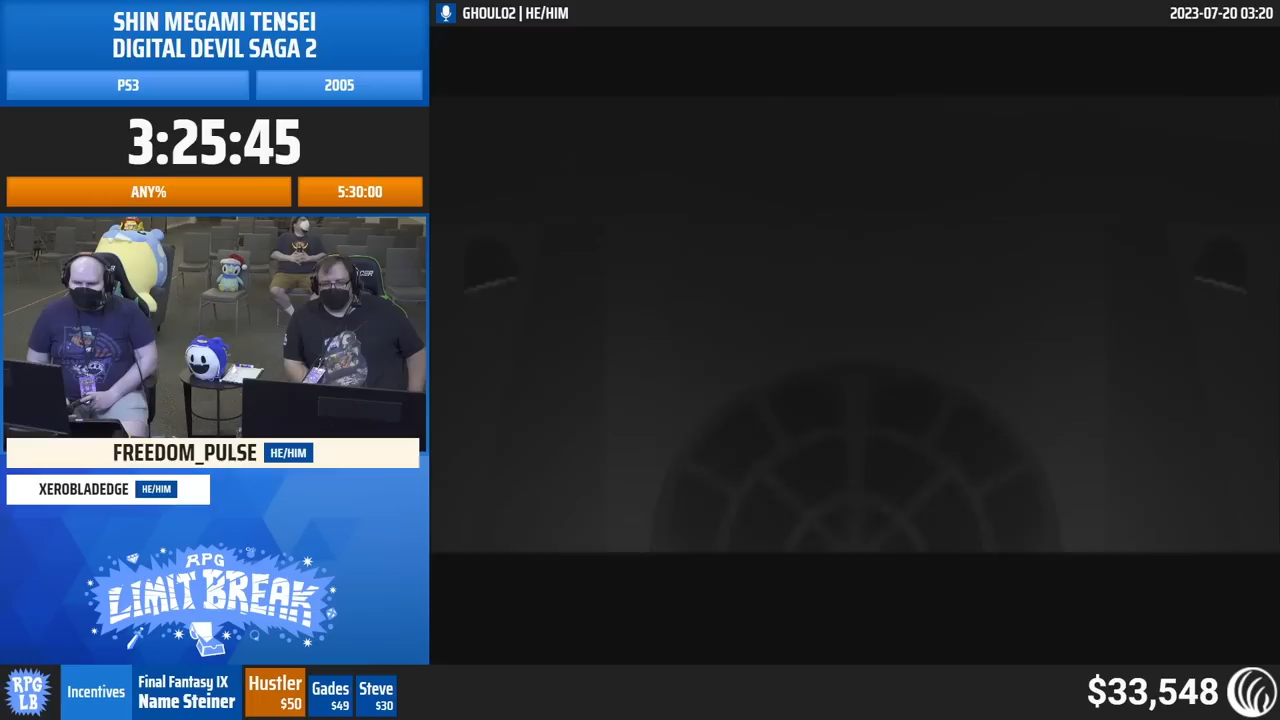 SHIN MEGAMI TENSEI
DIGITAL DEVIL SAGA 2
PS3
2005
3:25:45
ANY%
5:30:00
FREEDOM_PULSE HE/HIM
XEROBLADEDGE HE/HIM
RPG
LIMIT BREAK
GHOUL02 | HE/HIM
2023-07-20 03:20
RPG
LB
Incentives
Final Fantasy IX
Name Steiner
Hustler
$50
Gades
$49
Steve
$30
$33,548